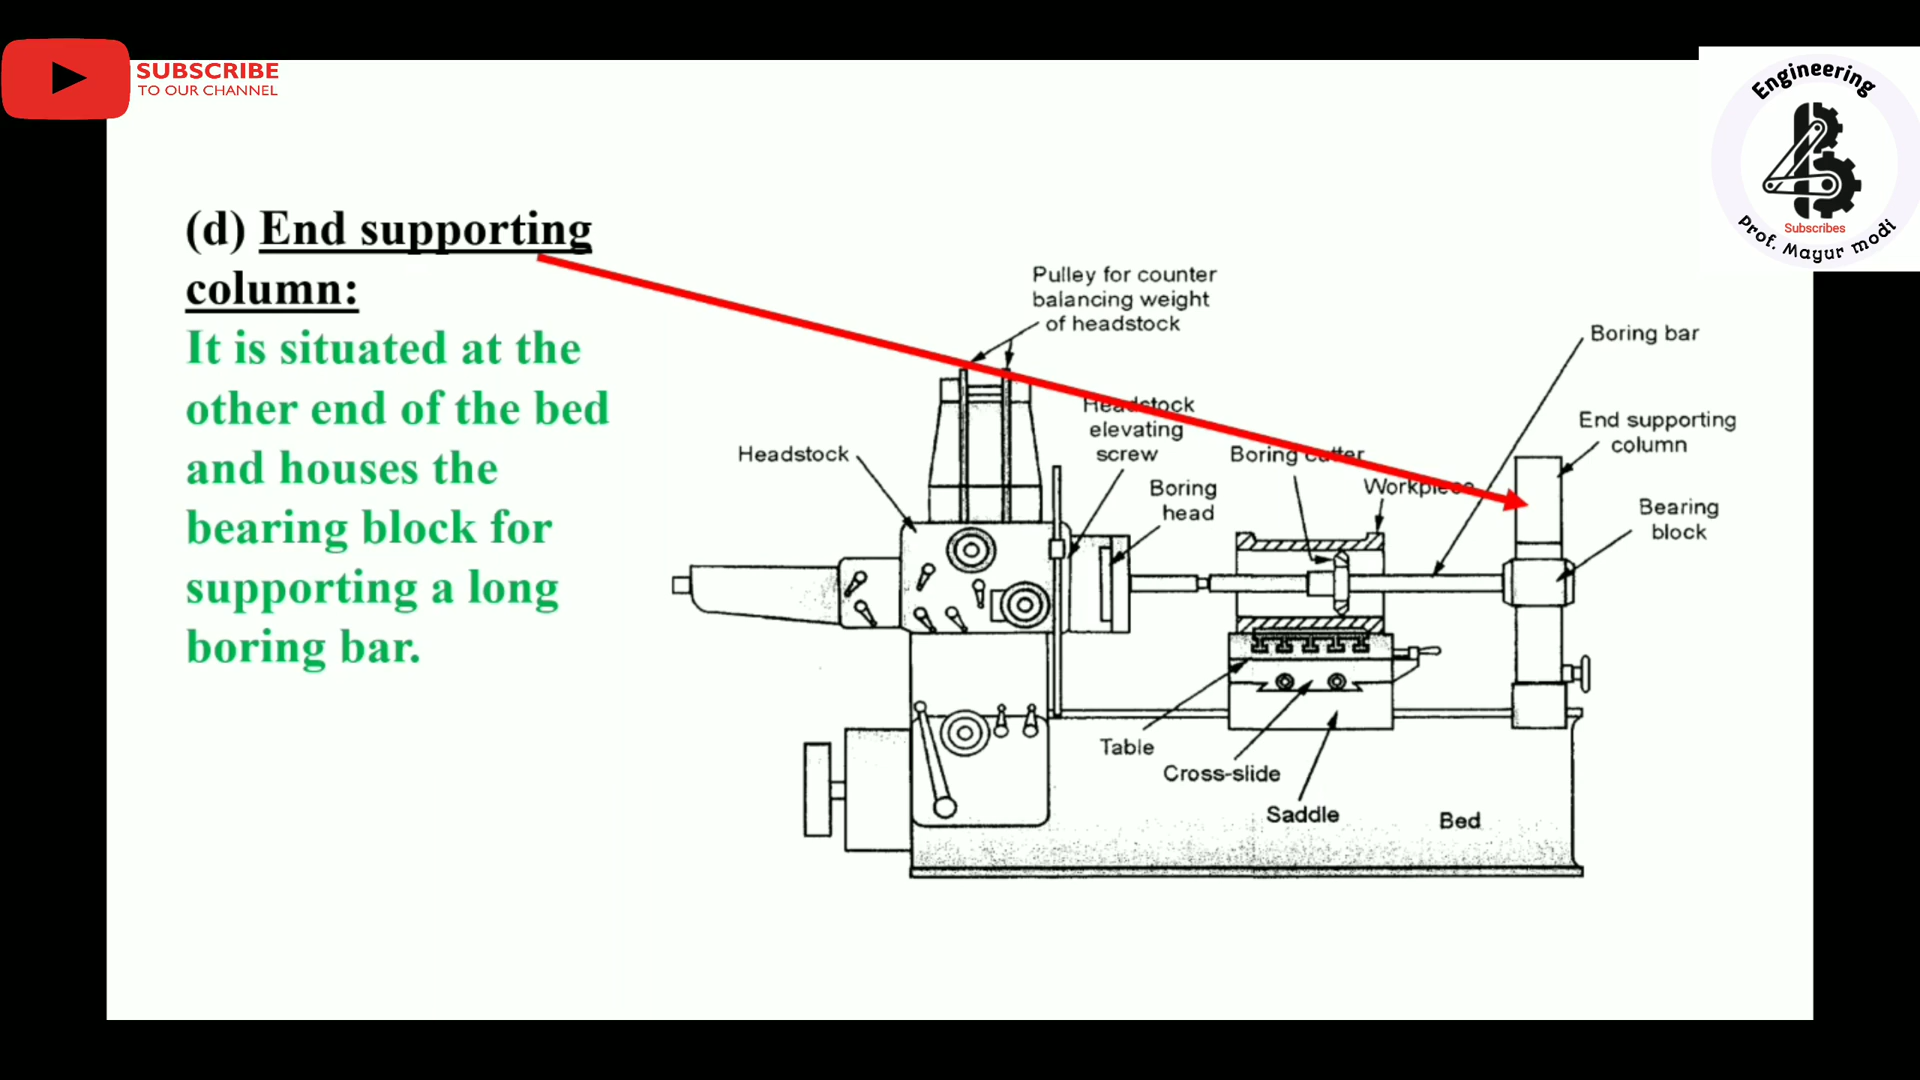 SUBSCRIBE
TO OUR CHANNEL
Engineering
Subscribes
Prof. Mayur modi
(d) End supporting
column:
It is situated at the
other end of the bed
and houses the
bearing block for
supporting a long
boring bar.
Pulley for counter
balancing weight
of headstock
Boring bar
Headstock
elevating
screw
End supporting
column
Headstock
Boring cutter
Boring
head
Workpiece
Bearing
block
Table
Cross-slide
Saddle
Bed